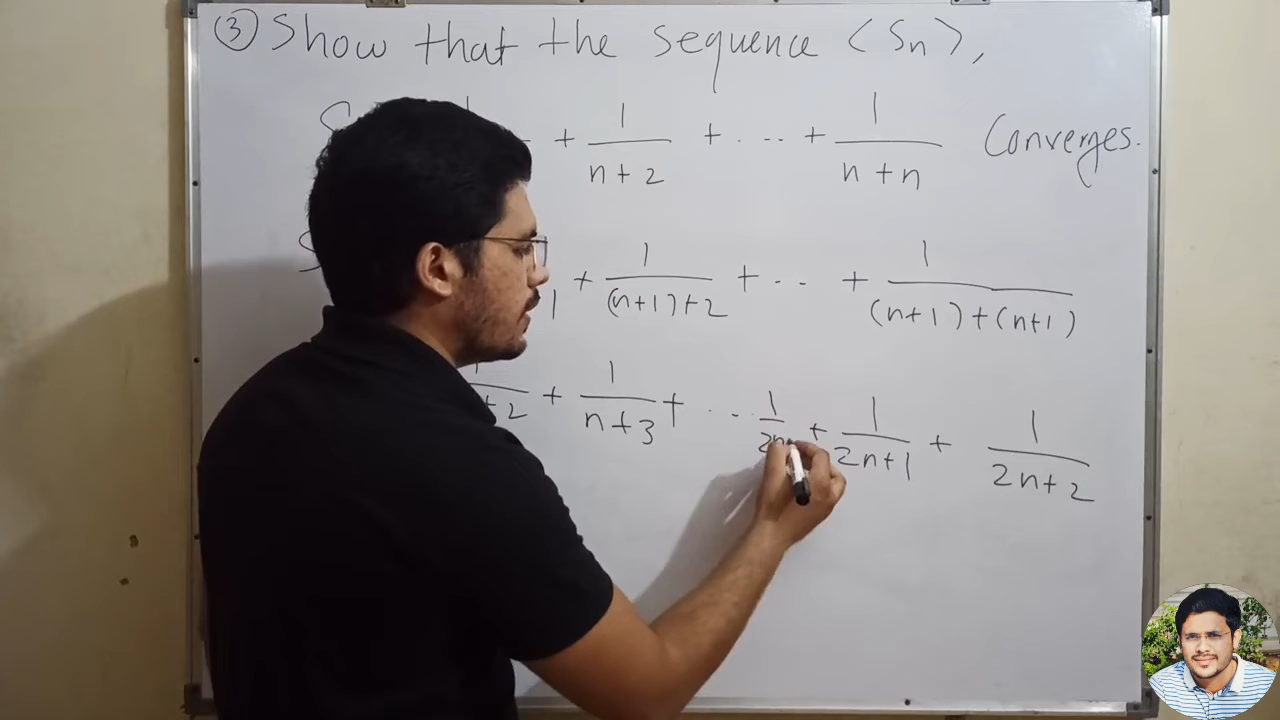 ③ Show that the sequence ⟨Sn⟩,
+ 1/(n+2) + ... + 1/(n+n) Converges.
1 + 1/((n+1)+2) + ... + 1/((n+1)+(n+1))
+2 + 1/(n+3) + ... 1/2n + 1/(2n+1) + 1/(2n+2)